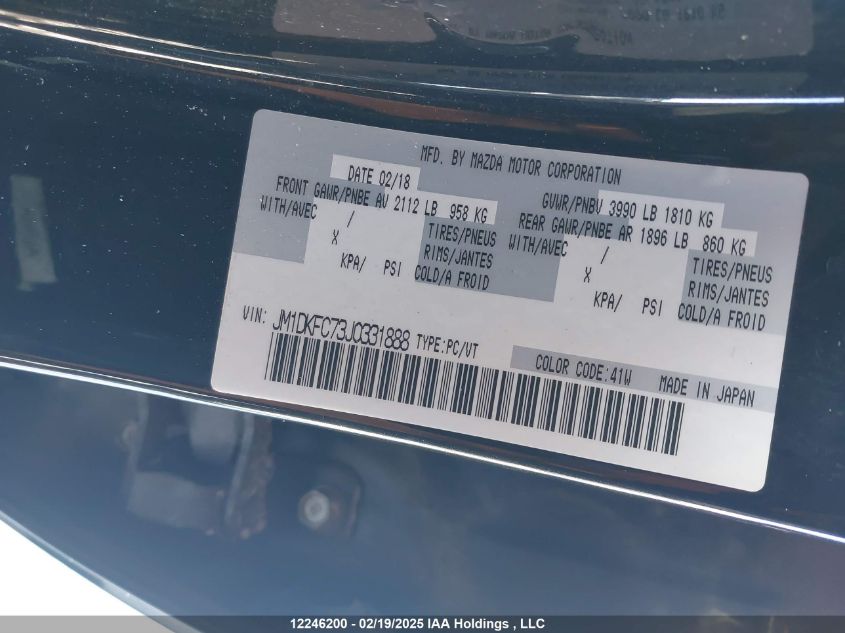 MFD. BY MAZDA MOTOR CORPORATION
DATE 02/18
GVWR/PNBV 3990 LB 1810 KG
FRONT GAWR/PNBE AV 2112 LB 958 KG
REAR GAWR/PNBE AR 1896 LB 860 KG
WITH/AVEC / TIRES/PNEUS
WITH/AVEC / TIRES/PNEUS
X RIMS/JANTES
X RIMS/JANTES
KPA/ PSI COLD/A FROID
KPA/ PSI COLD/A FROID
VIN: JM1DKFC73J0331888 TYPE:PC/VT
COLOR CODE:41W MADE IN JAPAN
12246200 - 02/19/2025 IAA Holdings , LLC